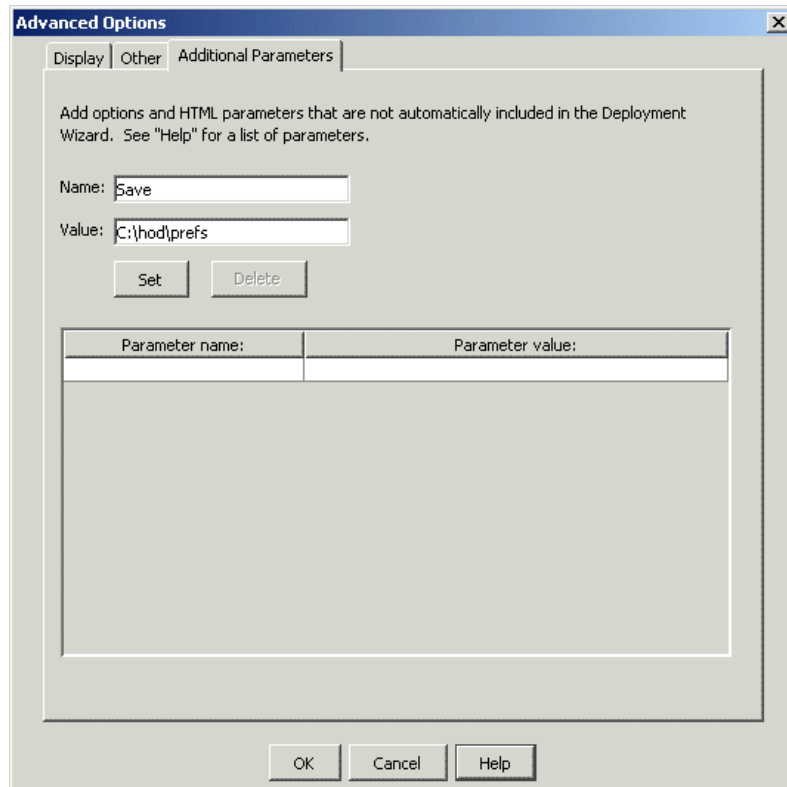 Advanced Options
Display Other Additional Parameters
Add options and HTML parameters that are not automatically included in the Deployment
Wizard. See "Help" for a list of parameters.
Name: Save
Value: C:\hod\prefs
Set Delete
Parameter name: Parameter value:
OK Cancel Help